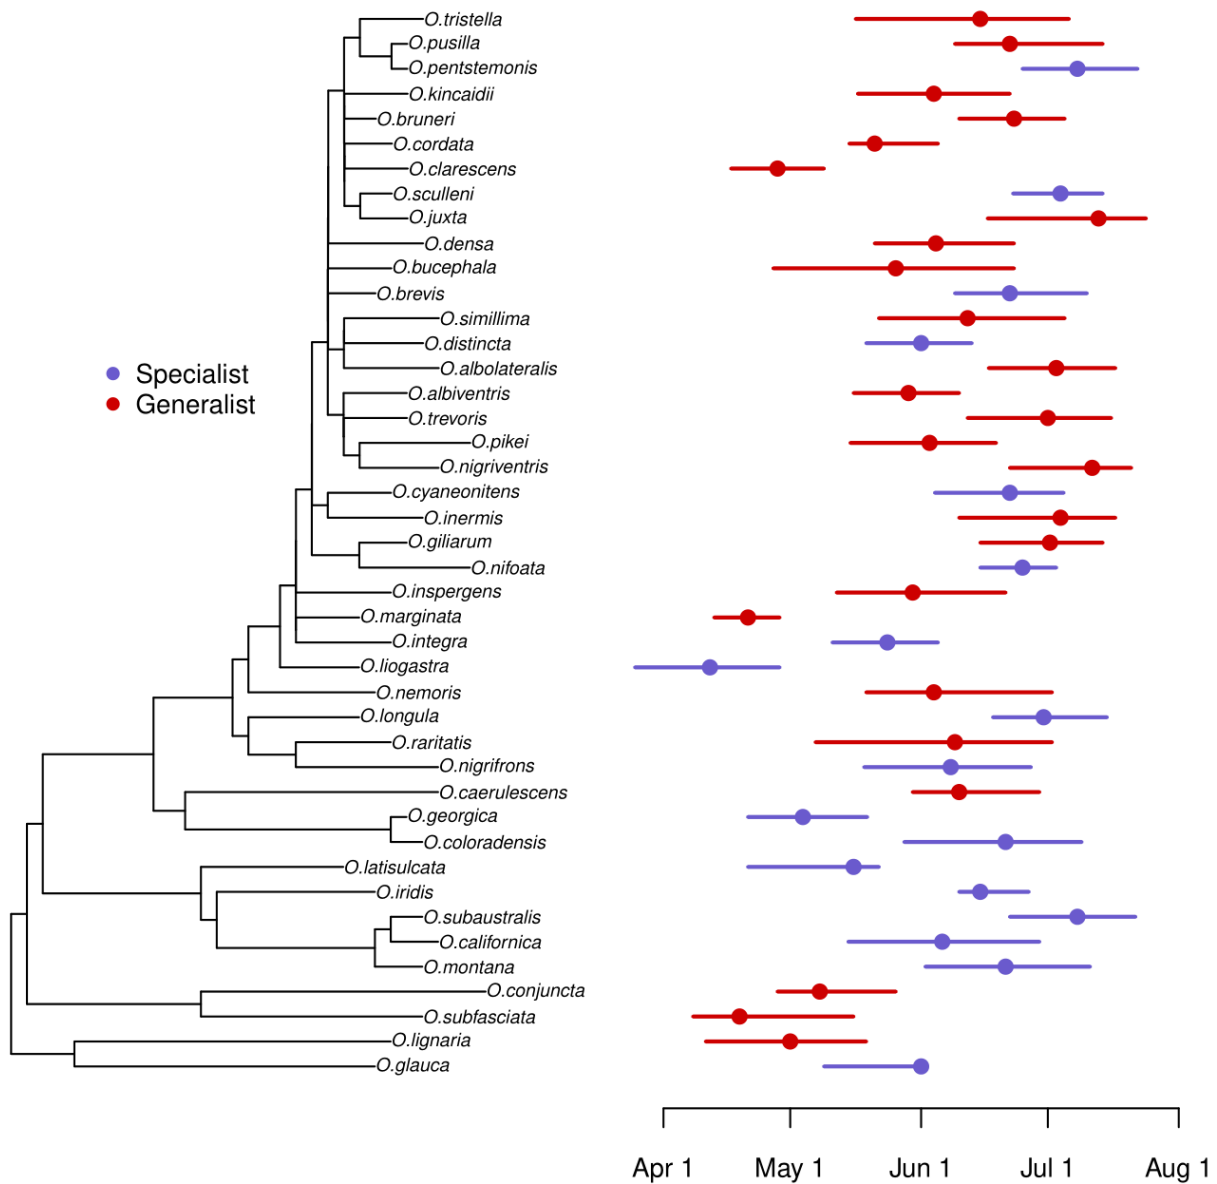 O.tristella
O.pusilla
O.pentstemonis
O.kincaidii
O.bruneri
O.cordata
O.clarescens
O.sculleni
O.juxta
O.densa
O.bucephala
O.brevis
O.simillima
O.distincta
O.albolateralis
O.albiventris
O.trevoris
O.pikei
O.nigriventris
O.cyaneonitens
O.inermis
O.giliarum
O.nifoata
O.inspergens
O.marginata
O.integra
O.liogastra
O.nemoris
O.longula
O.raritatis
O.nigrifrons
O.caerulescens
O.georgica
O.coloradensis
O.latisulcata
O.iridis
O.subaustralis
O.californica
O.montana
O.conjuncta
O.subfasciata
O.lignaria
O.glauca
Specialist
Generalist
Apr 1 May 1 Jun 1 Jul 1 Aug 1